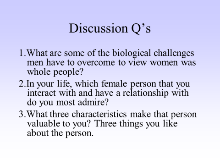 Discussion Q's
1.What are some of the biological challenges
men have to overcome to view women was
whole people?
2.In your life, which female person that you
interact with and have a relationship with
do you most admire?
3.What three characteristics make that person
valuable to you? Three things you like
about the person.